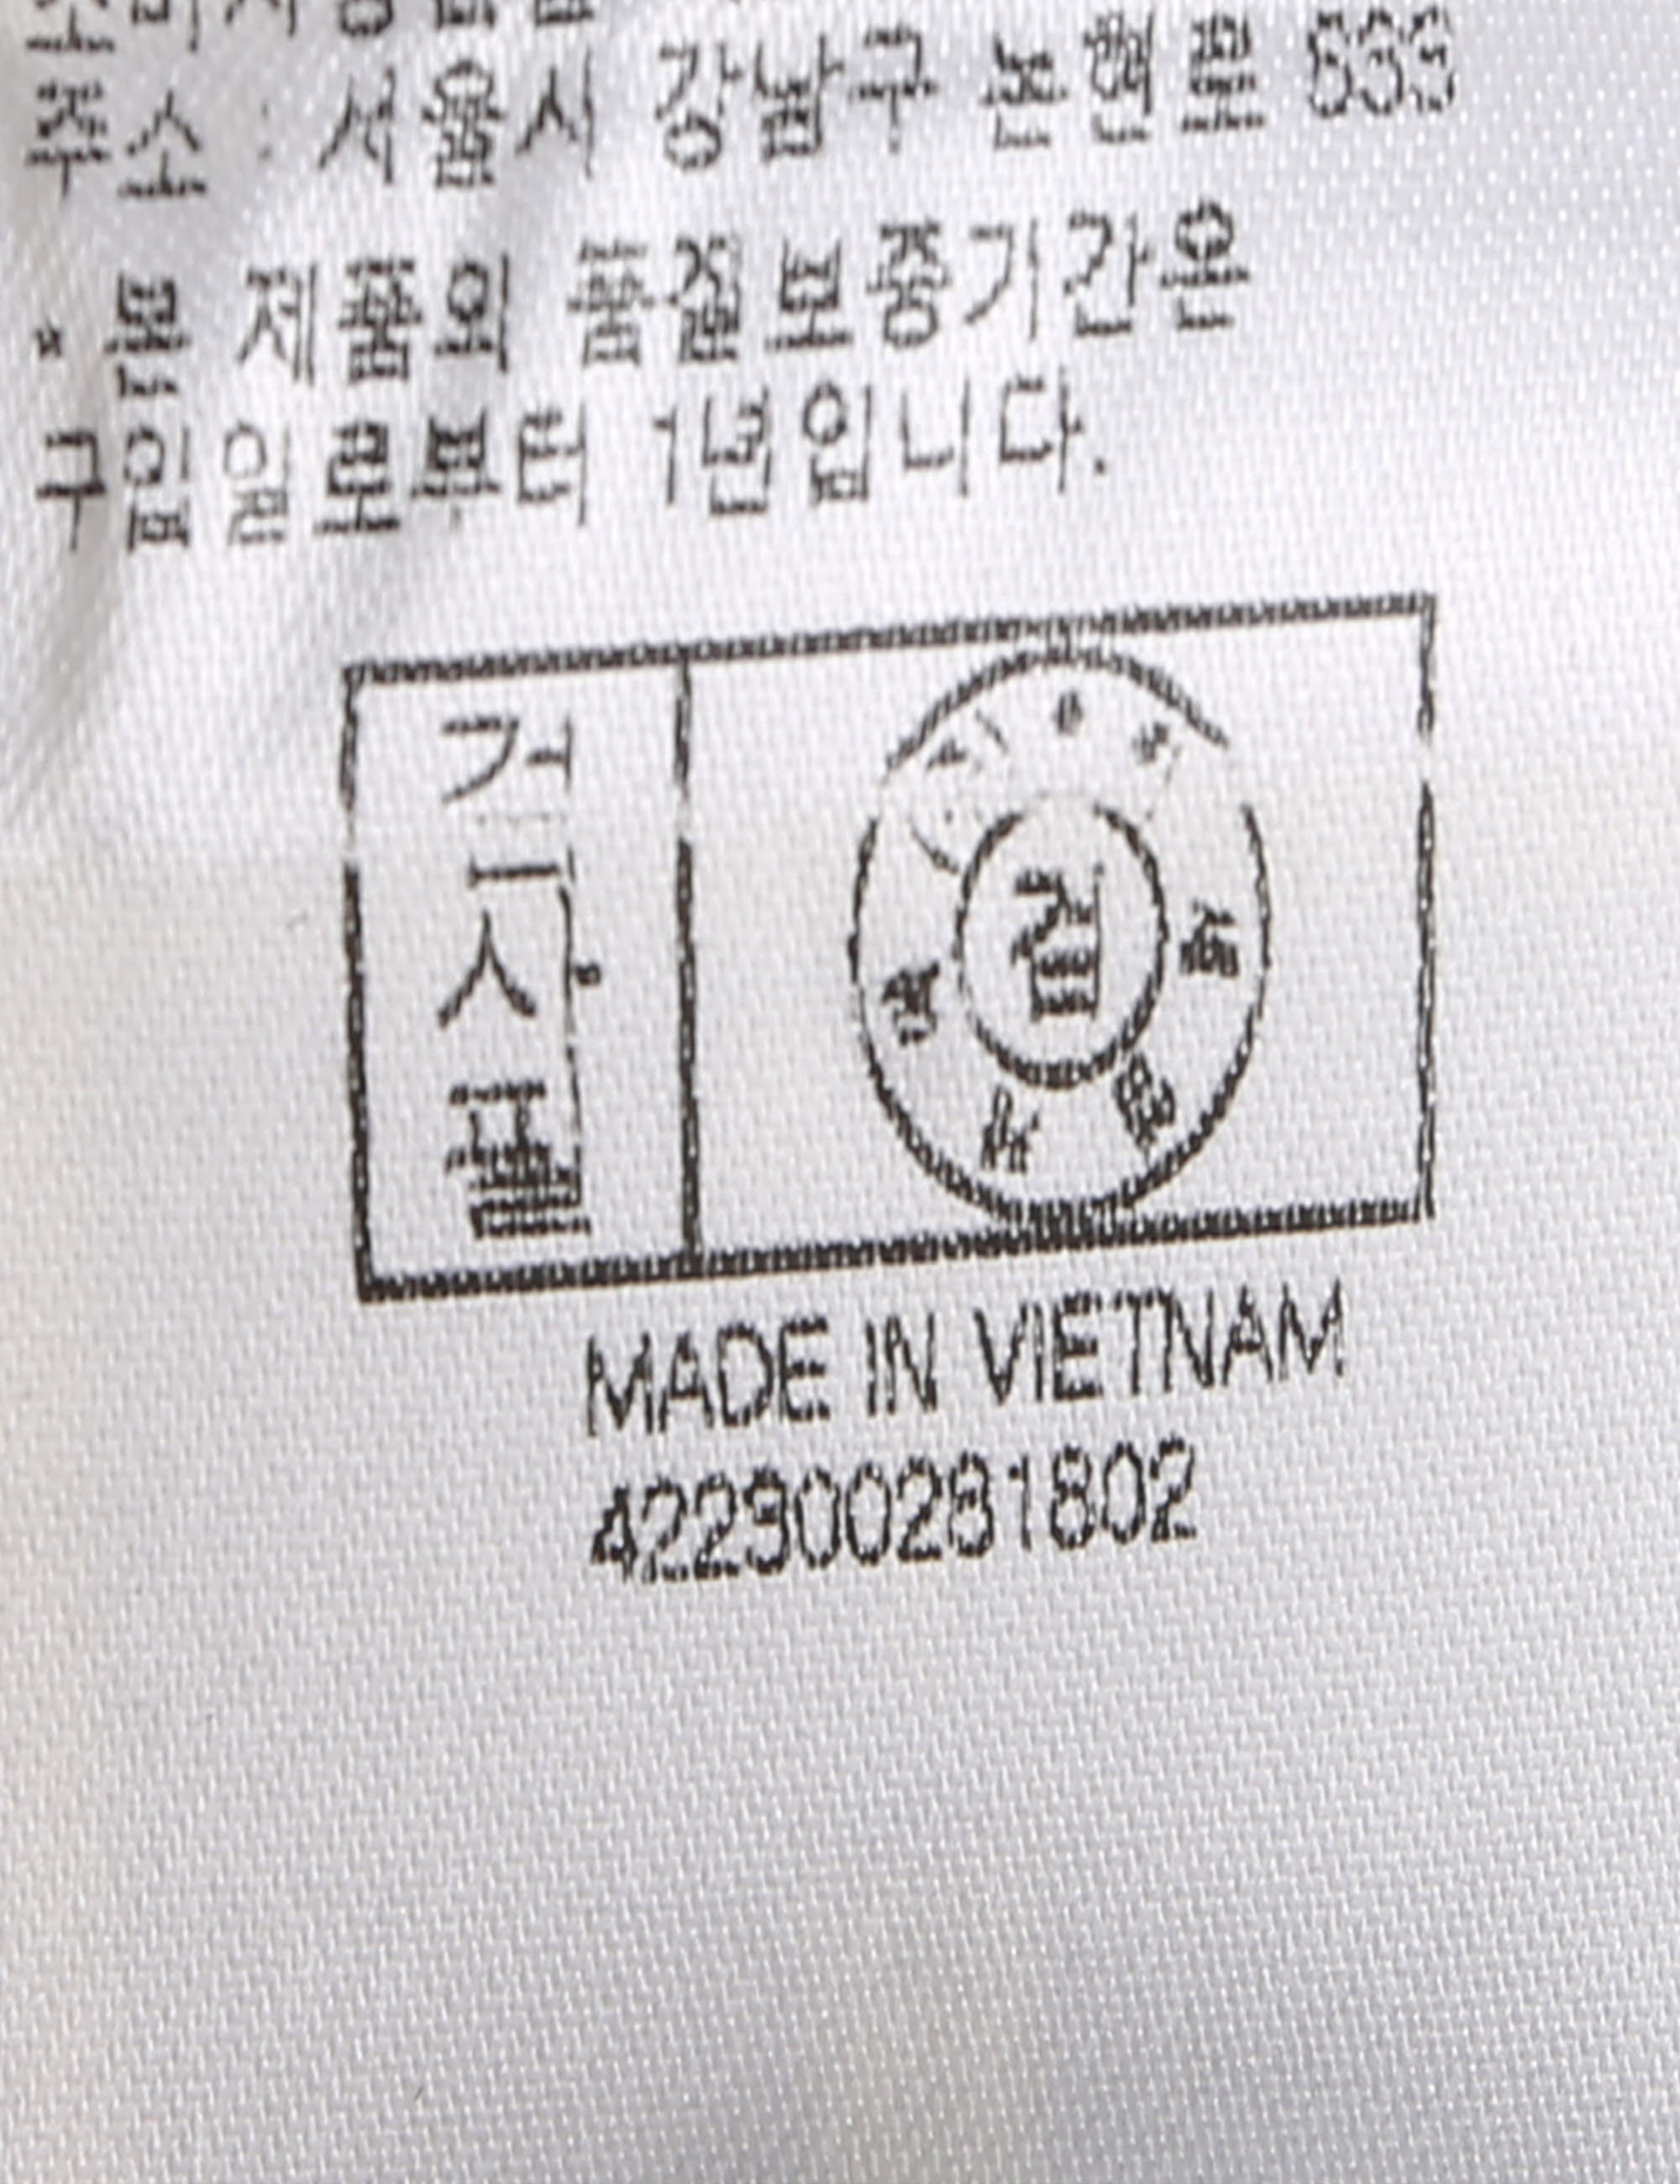 주소 : 서울시 강남구 논현로 633
* 본 제품의 품질보증기간은
구입일로부터 1년입니다.
검사필
검
MADE IN VIETNAM
422900281802